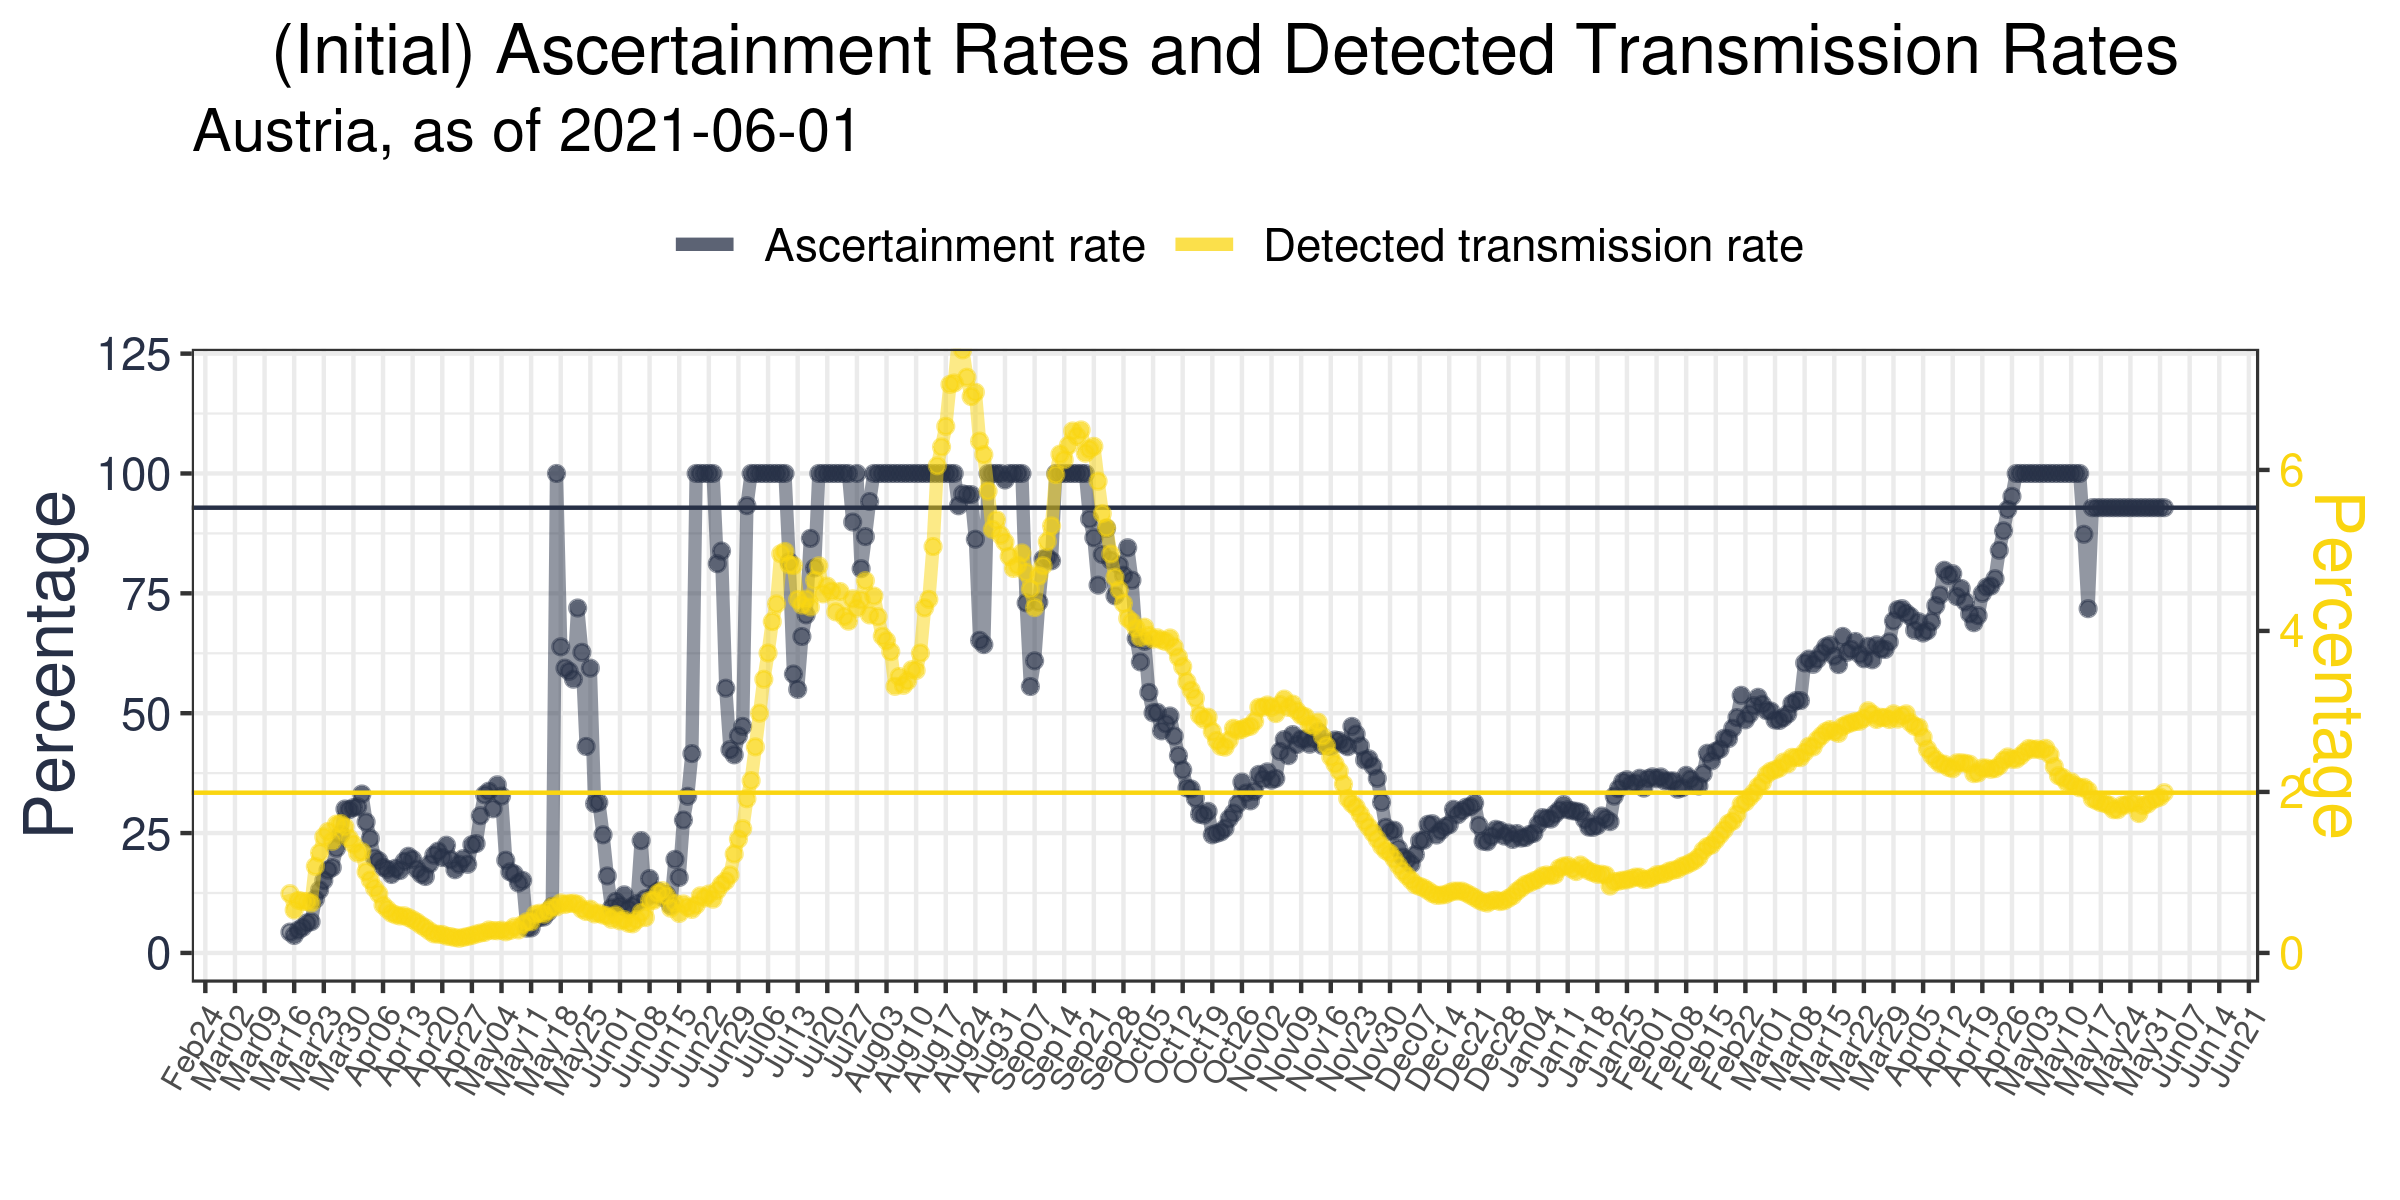 (Initial) Ascertainment Rates and Detected Transmission Rates
Austria, as of 2021-06-01
Ascertainment rate
Detected transmission rate
Percentage
125
100
75
50
25
0
6
4
2
0
Percentage
Feb24
Mar02
Mar09
Mar16
Mar23
Mar30
Apr06
Apr13
Apr20
Apr27
May04
May11
May18
May25
Jun01
Jun08
Jun15
Jun22
Jun29
Jul06
Jul13
Jul20
Jul27
Aug03
Aug10
Aug17
Aug24
Aug31
Sep07
Sep14
Sep21
Sep28
Oct05
Oct12
Oct19
Oct26
Nov02
Nov09
Nov16
Nov23
Nov30
Dec07
Dec14
Dec21
Dec28
Jan04
Jan11
Jan18
Jan25
Feb01
Feb08
Feb15
Feb22
Mar01
Mar08
Mar15
Mar22
Mar29
Apr05
Apr12
Apr19
Apr26
May03
May10
May17
May24
May31
Jun07
Jun14
Jun21